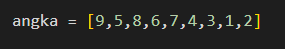 angka = [9,5,8,6,7,4,3,1,2]